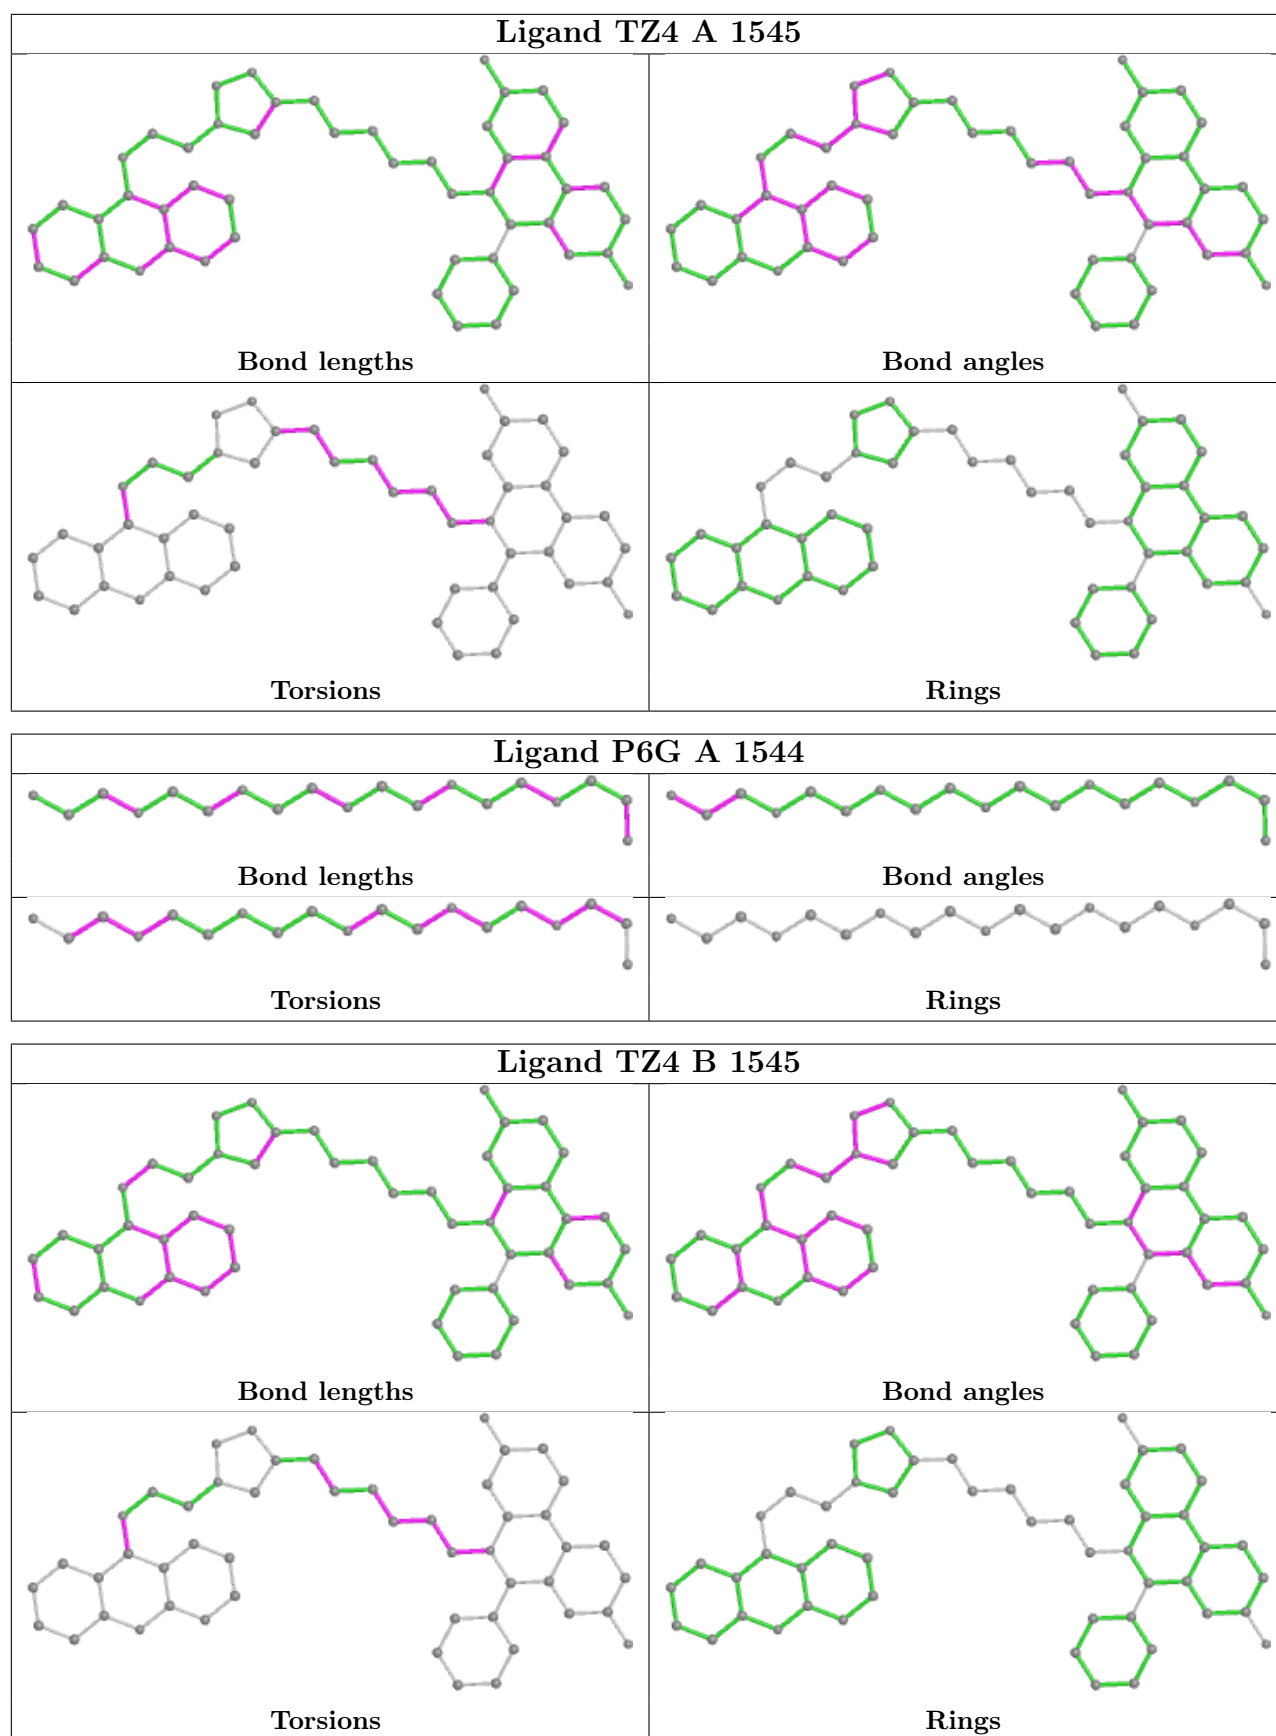 Ligand TZ4 A 1545
Bond lengths
Bond angles
Torsions
Rings
Ligand P6G A 1544
Bond lengths
Bond angles
Torsions
Rings
Ligand TZ4 B 1545
Bond lengths
Bond angles
Torsions
Rings